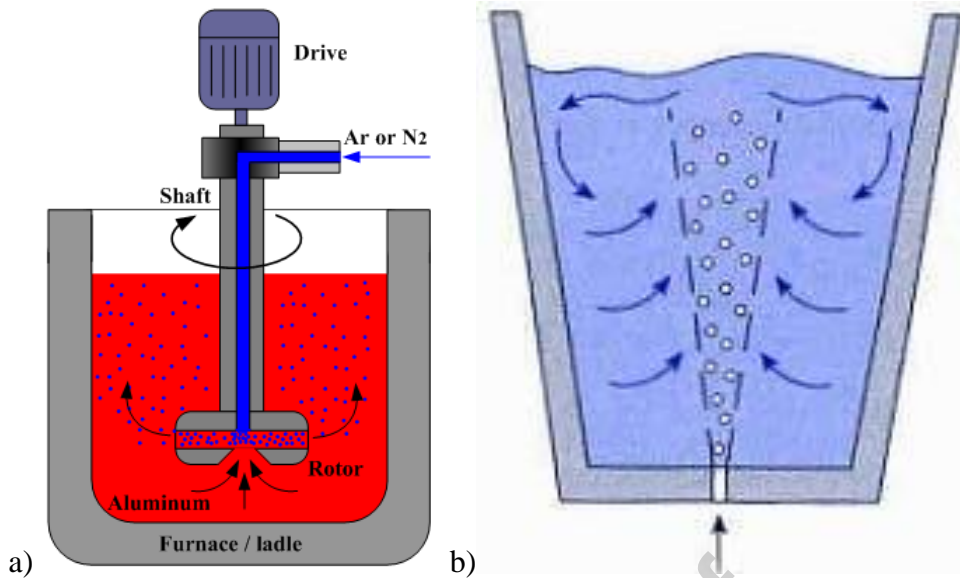 Drive
Ar or N2
Shaft
Rotor
Aluminum
Furnace / ladle
a)
b)